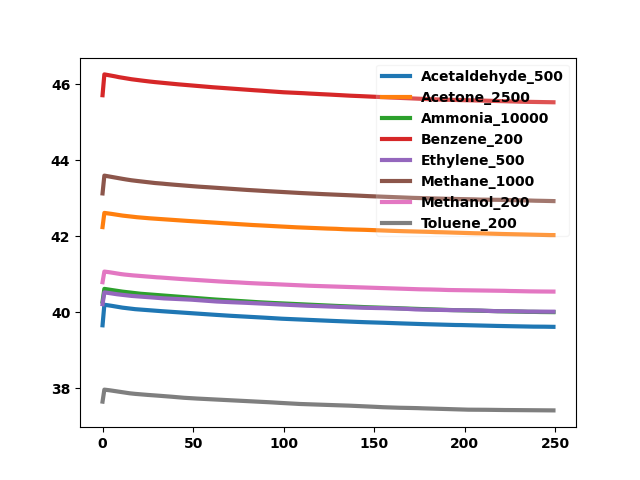 46
44
42
40
38
0 50 100 150 200 250
Acetaldehyde_500
Acetone_2500
Ammonia_10000
Benzene_200
Ethylene_500
Methane_1000
Methanol_200
Toluene_200